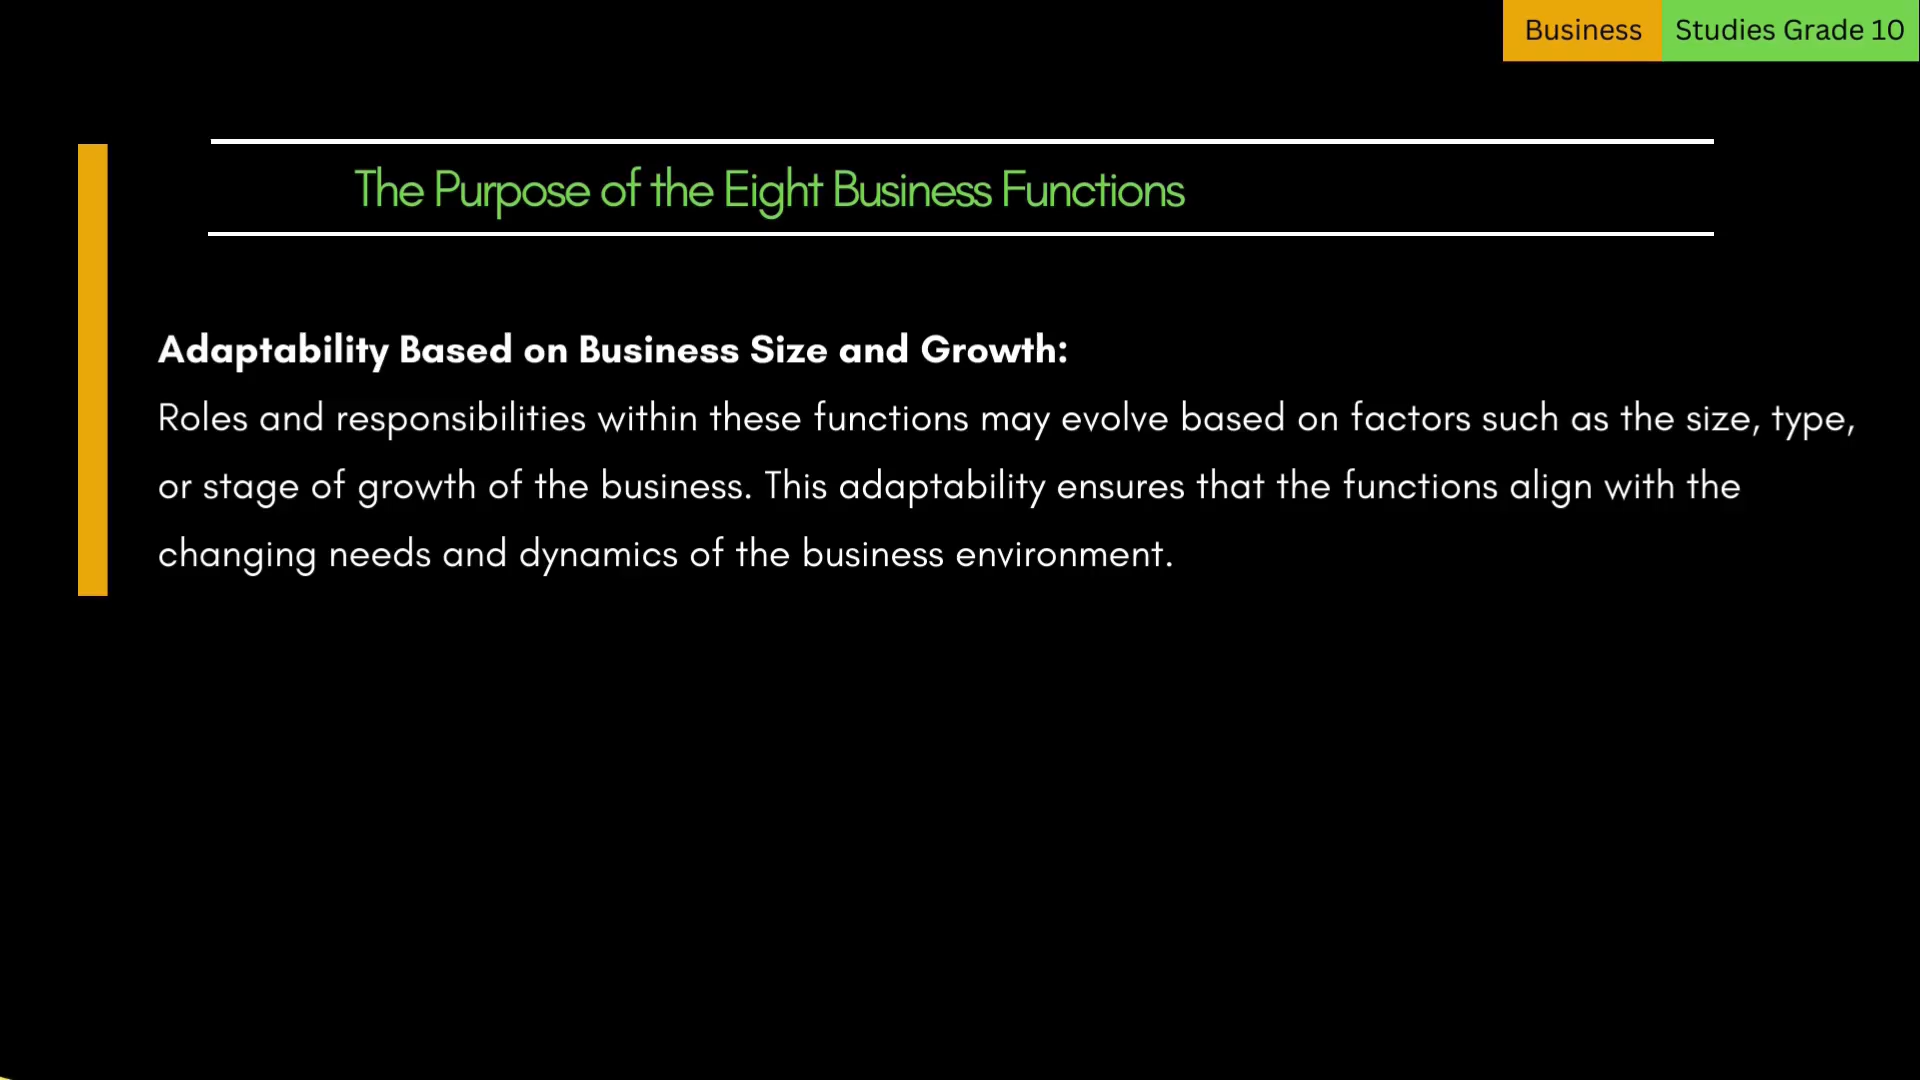 Business Studies Grade 10
The Purpose of the Eight Business Functions
Adaptability Based on Business Size and Growth:
Roles and responsibilities within these functions may evolve based on factors such as the size, type,
or stage of growth of the business. This adaptability ensures that the functions align with the
changing needs and dynamics of the business environment.